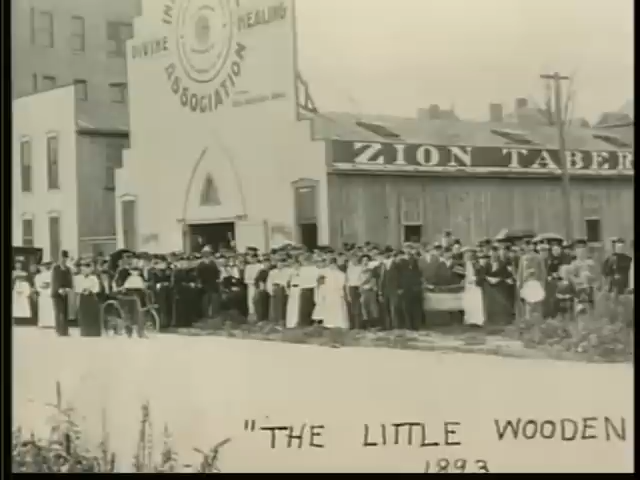 DIVINE HEALING
ASSOCIATION
ZION TABER
"THE LITTLE WOODEN
1893